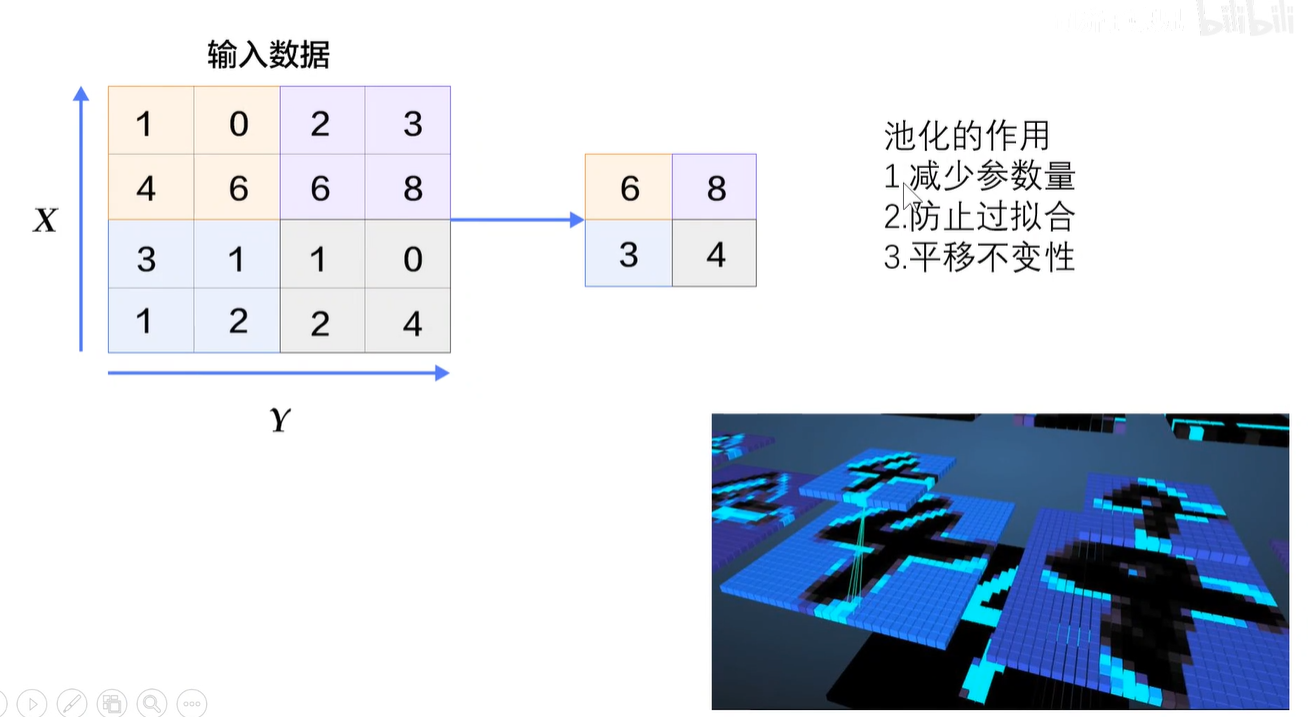 bilibili
输入数据
1 0 2 3
4 6 6 8
3 1 1 0
1 2 2 4
X
Y
6 8
3 4
池化的作用
1.减少参数量
2.防止过拟合
3.平移不变性